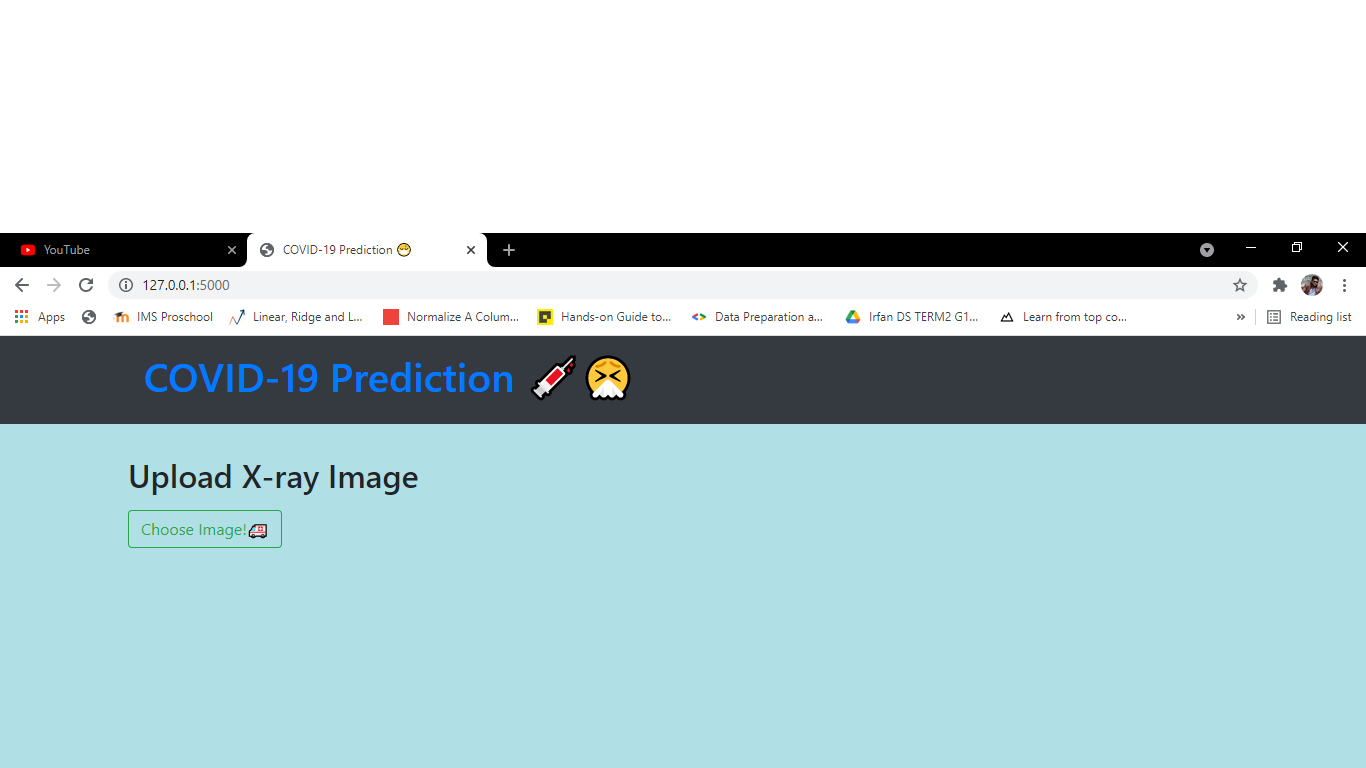 YouTube
COVID-19 Prediction 😷
127.0.0.1:5000
Apps IMS Proschool Linear, Ridge and L... Normalize A Colum... Hands-on Guide to... Data Preparation a... Irfan DS TERM2 G1... Learn from top co... » Reading list
COVID-19 Prediction 💉🤧
Upload X-ray Image
Choose Image!🚑